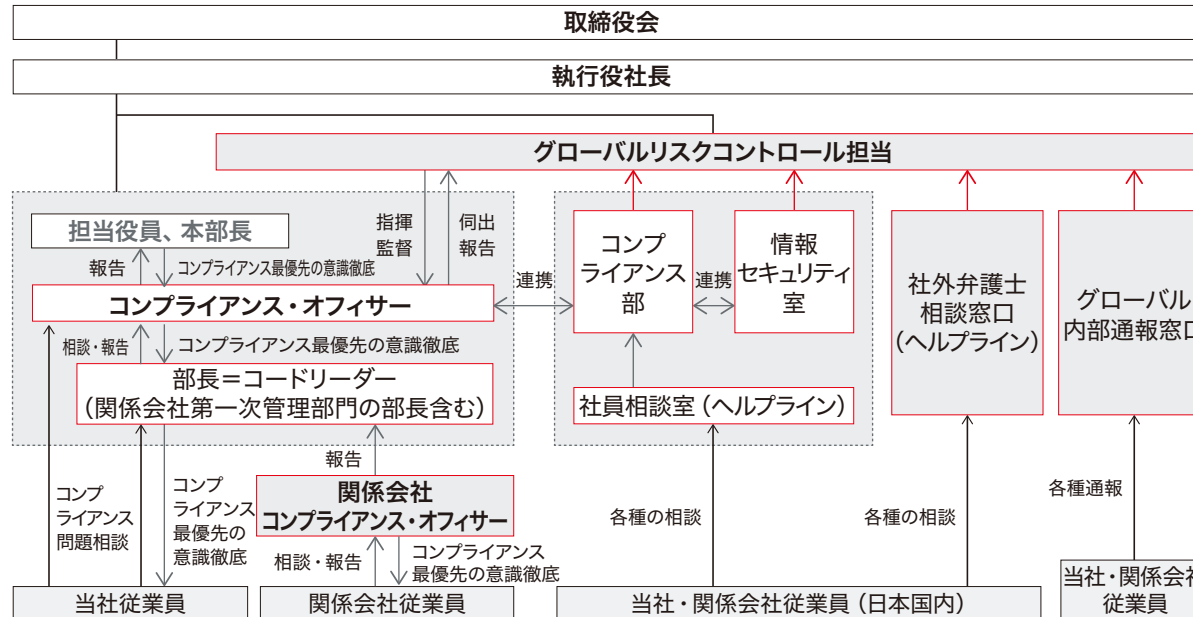 取締役会
執行役社長
グローバルリスクコントロール担当
担当役員、本部長
報告
コンプライアンス最優先の意識徹底
指揮
監督
伺出
報告
コンプライアンス・オフィサー
連携
コンプ
ライアンス
部
連携
情報
セキュリティ
室
社外弁護士
相談窓口
(ヘルプライン)
グローバル
内部通報窓口
相談・報告
コンプライアンス最優先の意識徹底
部長=コードリーダー
(関係会社第一次管理部門の部長含む)
社員相談室(ヘルプライン)
報告
関係会社
コンプライアンス・オフィサー
コンプ
ライアンス
問題相談
コンプ
ライアンス
最優先の
意識徹底
相談・報告
コンプライアンス
最優先の意識徹底
各種の相談
各種の相談
各種通報
当社従業員
関係会社従業員
当社・関係会社従業員(日本国内)
当社・関係会社
従業員